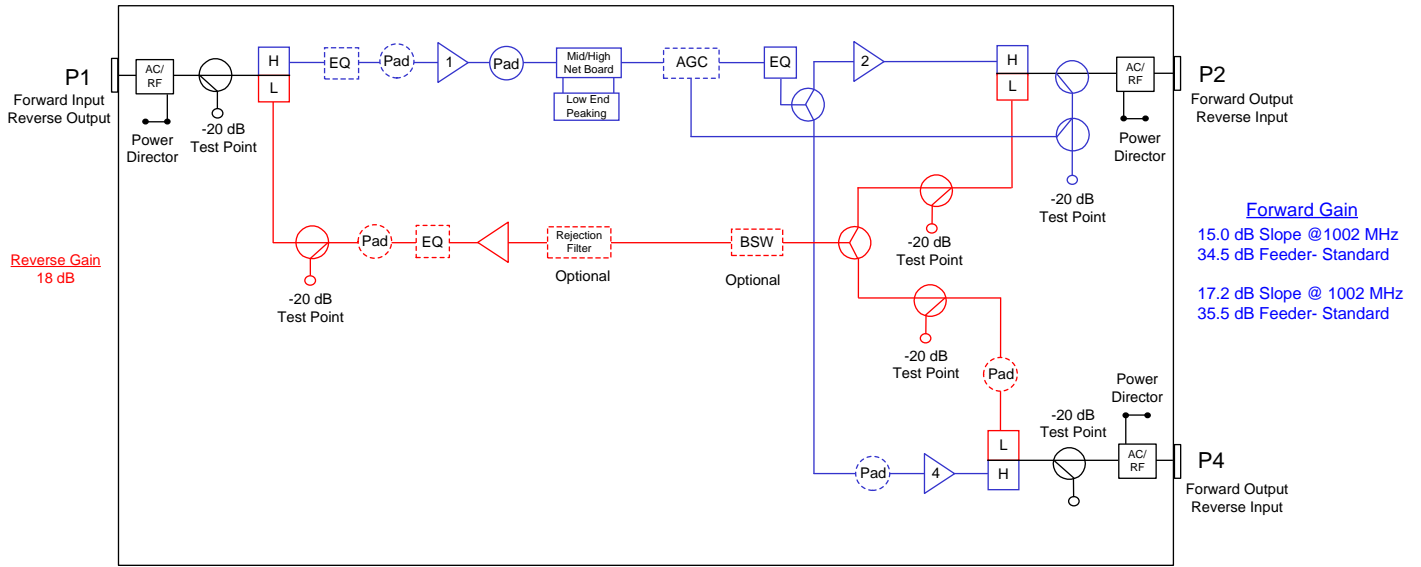 P1
Forward Input
Reverse Output
AC/
RF
Power
Director
-20 dB
Test Point
H
L
EQ
Pad
1
Pad
Mid/High
Net Board
Low End
Peaking
AGC
EQ
2
H
L
-20 dB
Test Point
AC/
RF
Power
Director
P2
Forward Output
Reverse Input
Reverse Gain
18 dB
-20 dB
Test Point
Pad
EQ
Rejection
Filter
Optional
BSW
Optional
-20 dB
Test Point
-20 dB
Test Point
Pad
L
H
Pad
4
-20 dB
Test Point
Power
Director
AC/
RF
P4
Forward Output
Reverse Input
Forward Gain
15.0 dB Slope @1002 MHz
34.5 dB Feeder- Standard
17.2 dB Slope @ 1002 MHz
35.5 dB Feeder- Standard